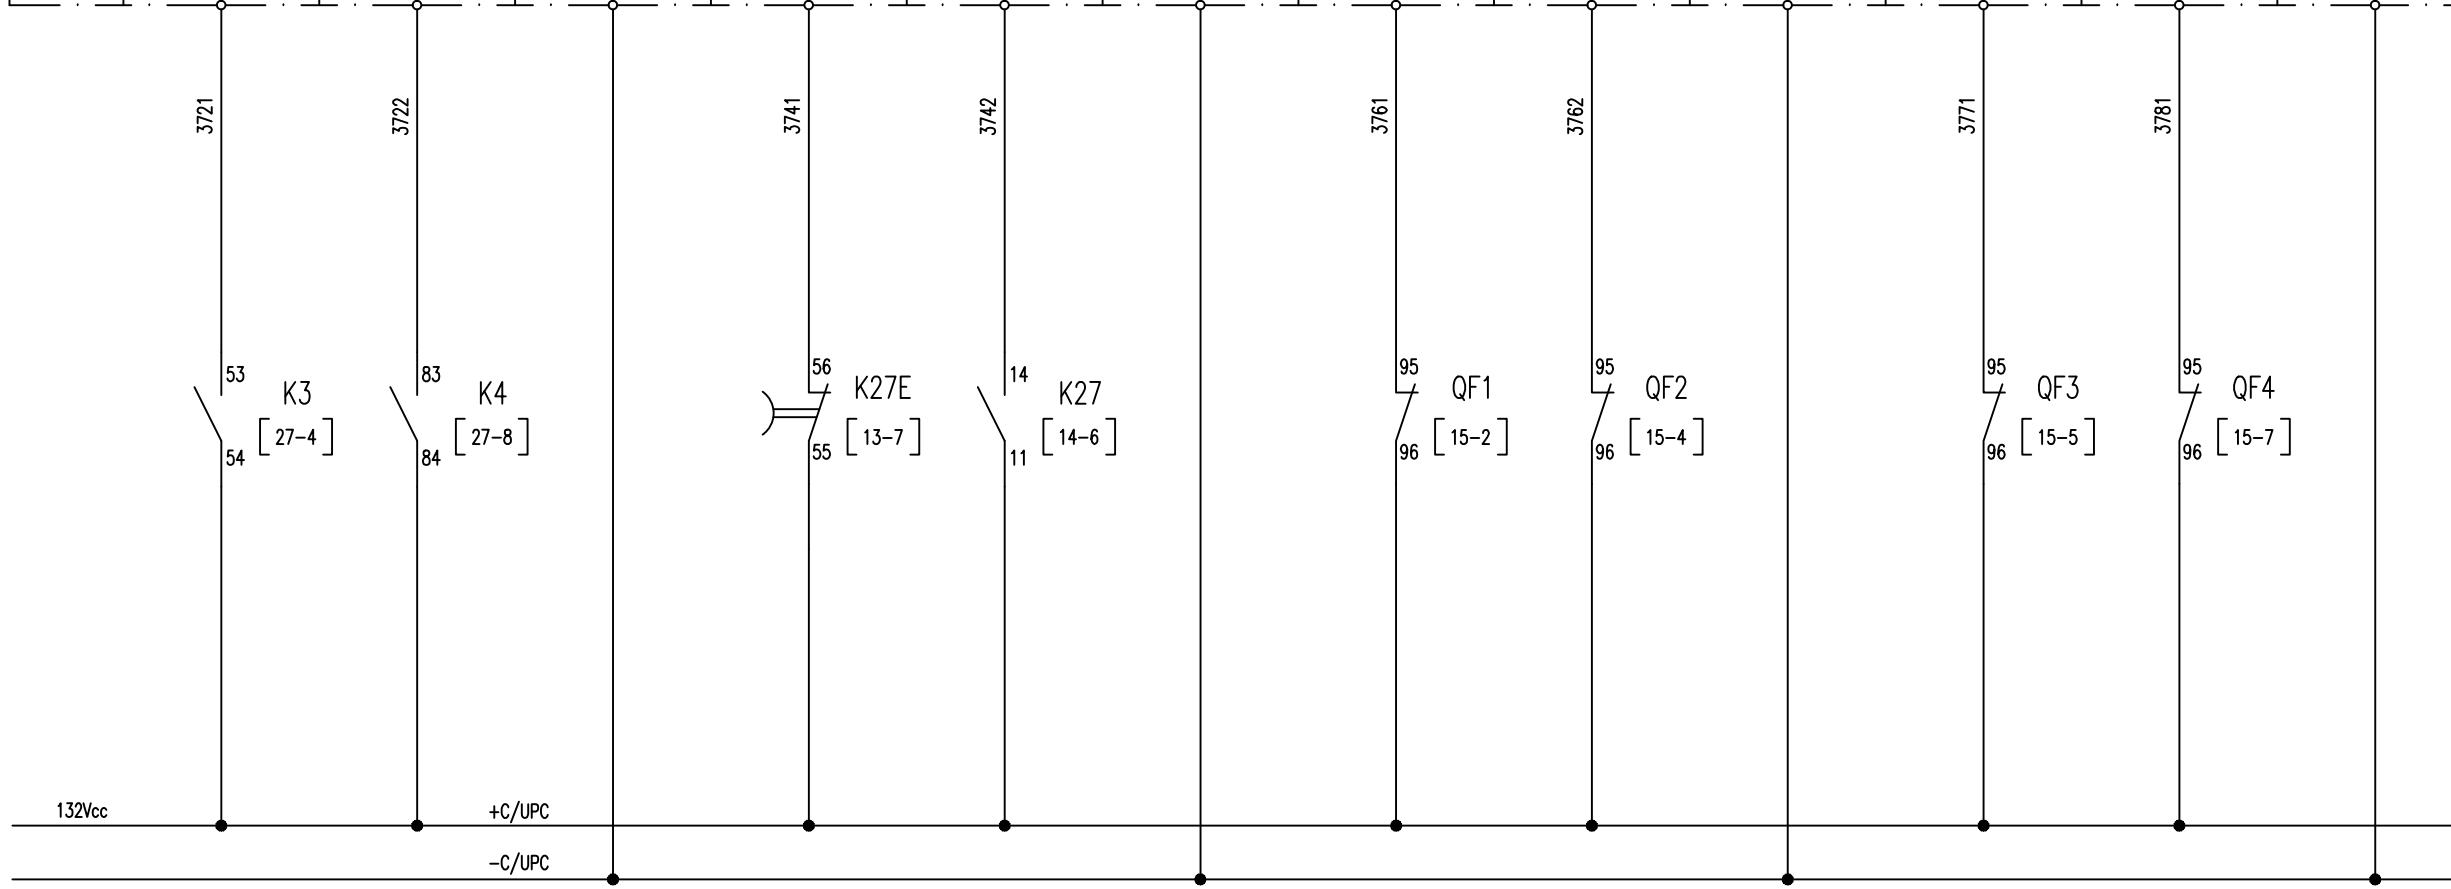 3721
3722
3741
3742
3761
3762
3771
3781
53
K3
[27-4]
54
83
K4
[27-8]
84
56
K27E
[13-7]
55
14
K27
[14-6]
11
95
QF1
[15-2]
96
95
QF2
[15-4]
96
95
QF3
[15-5]
96
95
QF4
[15-7]
96
132Vcc
+C/UPC
-C/UPC